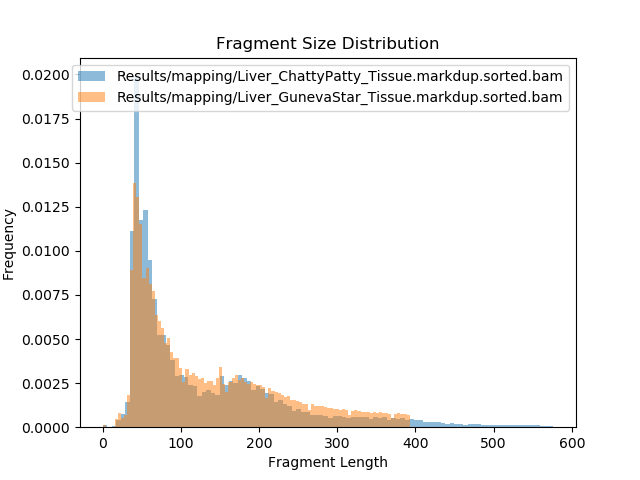 Fragment Size Distribution
Results/mapping/Liver_ChattyPatty_Tissue.markdup.sorted.bam
Results/mapping/Liver_GunevaStar_Tissue.markdup.sorted.bam
0.0200
0.0175
0.0150
0.0125
0.0100
0.0075
0.0050
0.0025
0.0000
Frequency
0 100 200 300 400 500 600
Fragment Length